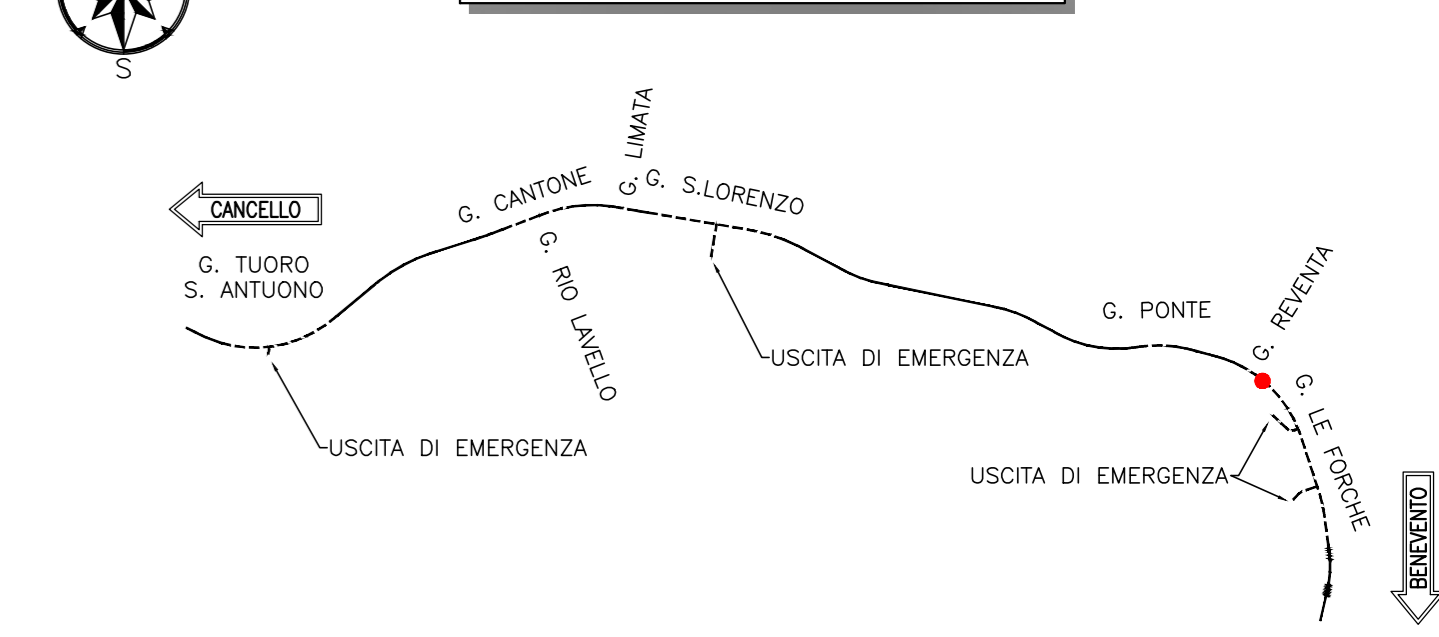 S
G. LIMATA
G. CANTONE
G. S.LORENZO
CANCELLO
G. TUORO
S. ANTUONO
G. RIO LAVELLO
G. REVENTA
G. PONTE
USCITA DI EMERGENZA
G. LE FORCHE
USCITA DI EMERGENZA
USCITA DI EMERGENZA
BENEVENTO